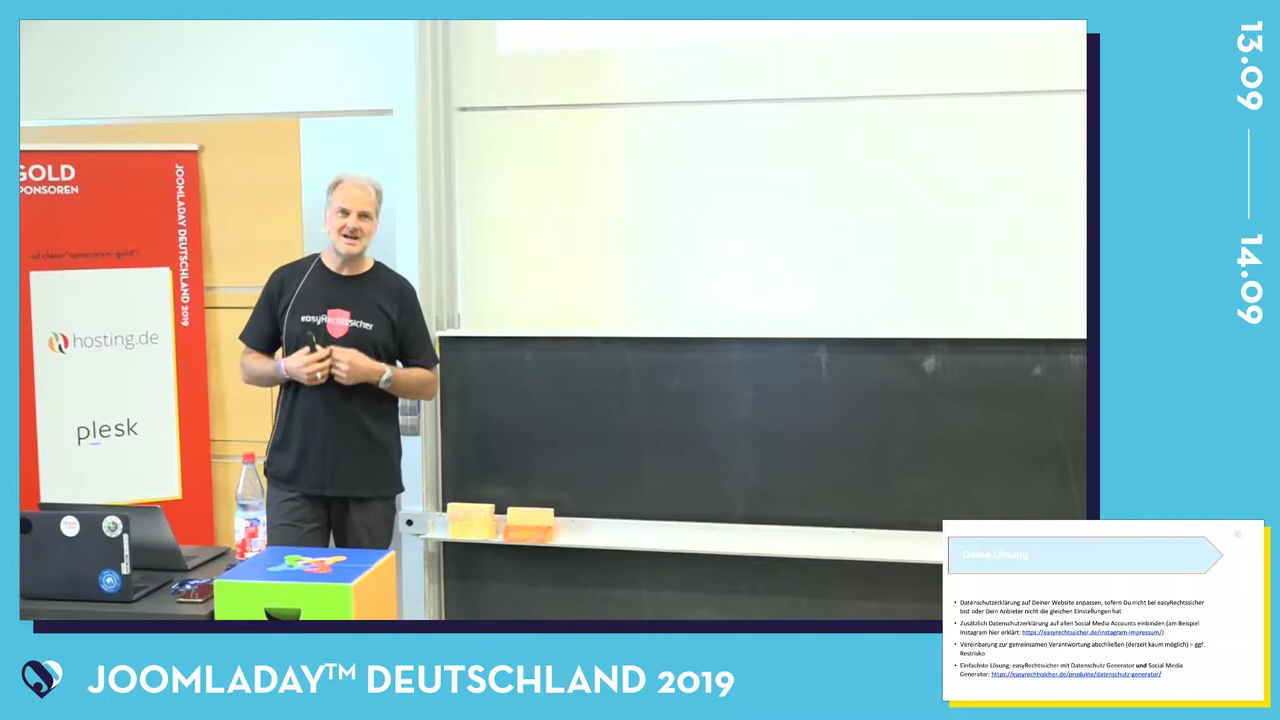 GOLD
PONSOREN
JOOMLADAY DEUTSCHLAND 2019
<ul class="sponsoren-gold">
hosting.de
plesk
easyRechtssicher
13.09
14.09
Deine Lösung
• Datenschutzerklärung auf Deiner Website anpassen, sofern Du nicht bei easyRechtssicher
bist oder Dein Anbieter nicht die gleichen Einstellungen hat
• Zusätzlich Datenschutzerklärung auf allen Social Media Accounts einbinden (am Beispiel
Instagram hier erklärt: https://easyrechtssicher.de/instagram-impressum/)
• Vereinbarung zur gemeinsamen Verantwortung abschließen (derzeit kaum möglich) = ggf.
Restrisko
• Einfachste Lösung: easyRechtssicher mit Datenschutz Generator und Social Media
Generator: https://easyrechtssicher.de/produkte/datenschutz-generator/
JOOMLADAY™ DEUTSCHLAND 2019